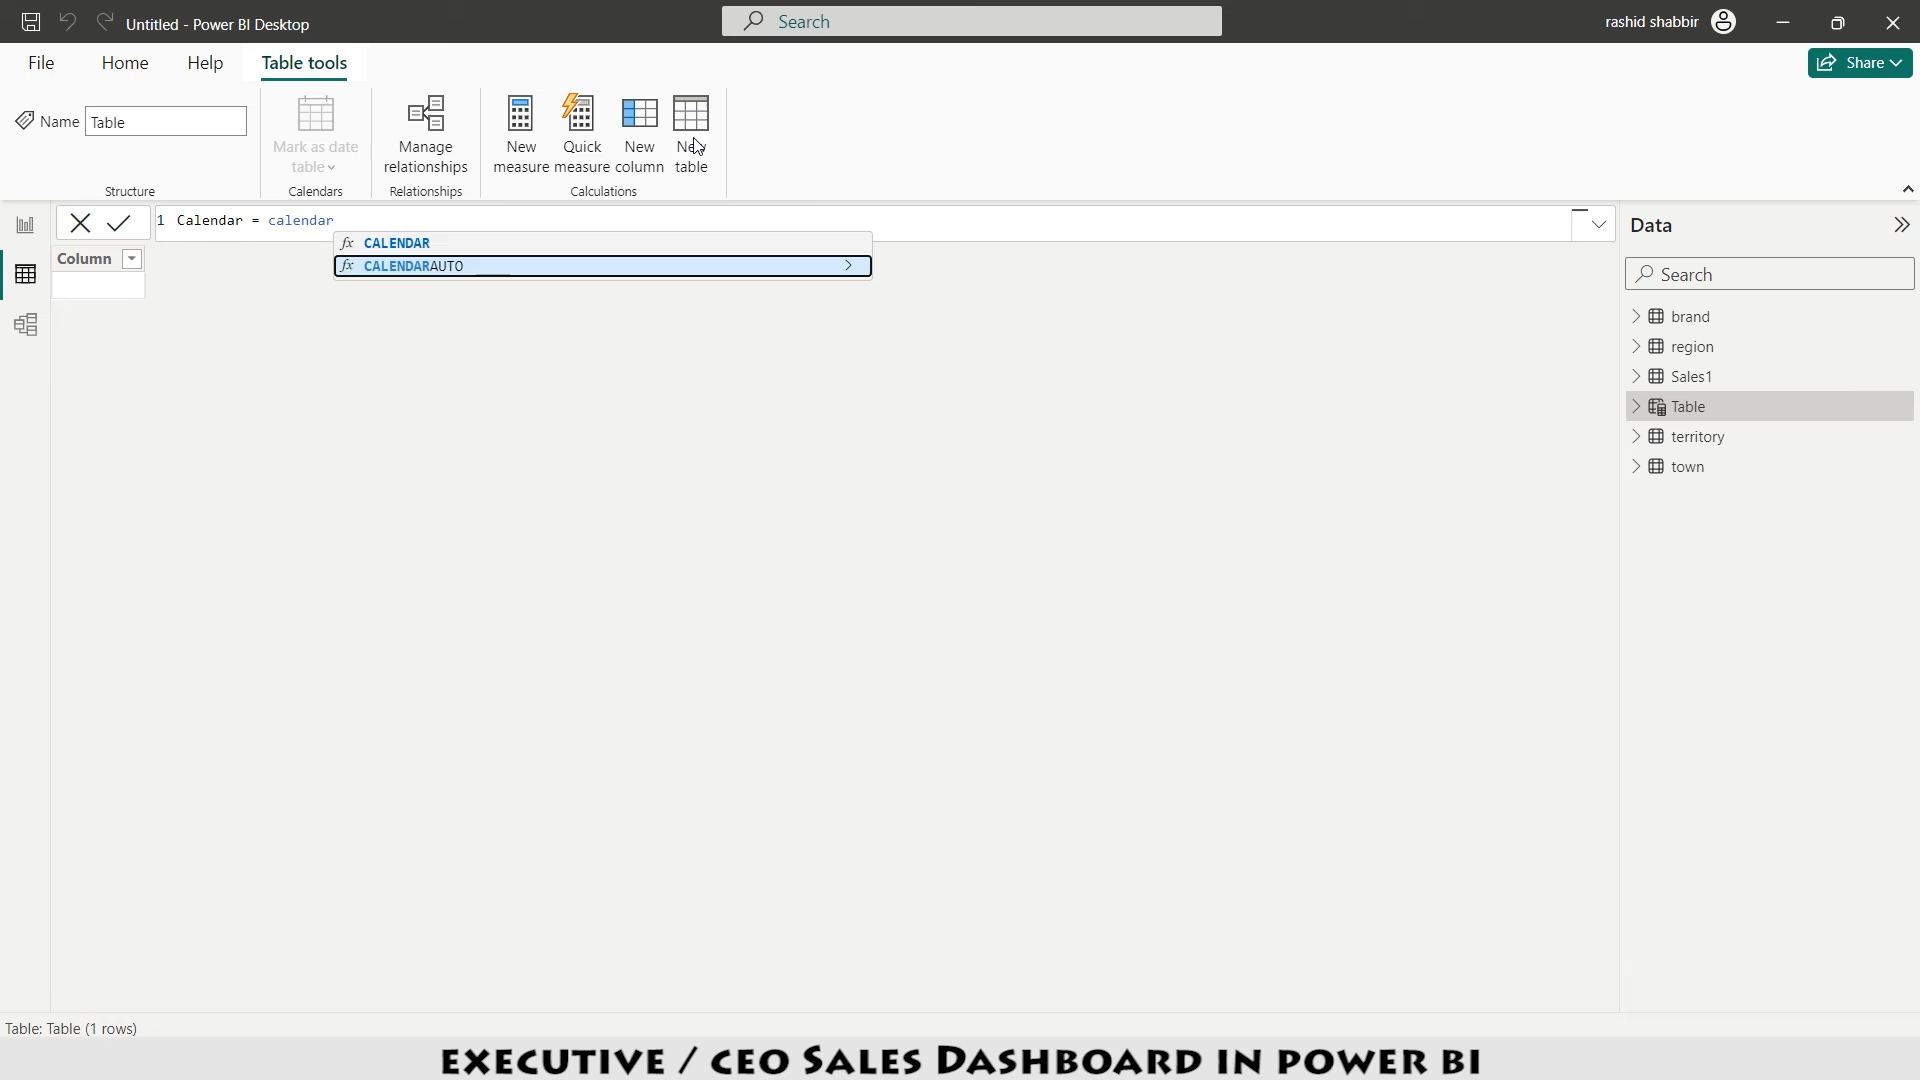 Untitled - Power BI Desktop
Search
rashid shabbir
File
Home
Help
Table tools
Share
Name
Table
Structure
Mark as date
table
Calendars
Manage
relationships
Relationships
New
measure
Quick
measure
New
column
New
table
Calculations
1 Calendar = calendar
fx CALENDAR
fx CALENDARAUTO
Column
Data
Search
brand
region
Sales1
Table
territory
town
Table: Table (1 rows)
EXECUTIVE / CEO SALES DASHBOARD IN POWER BI